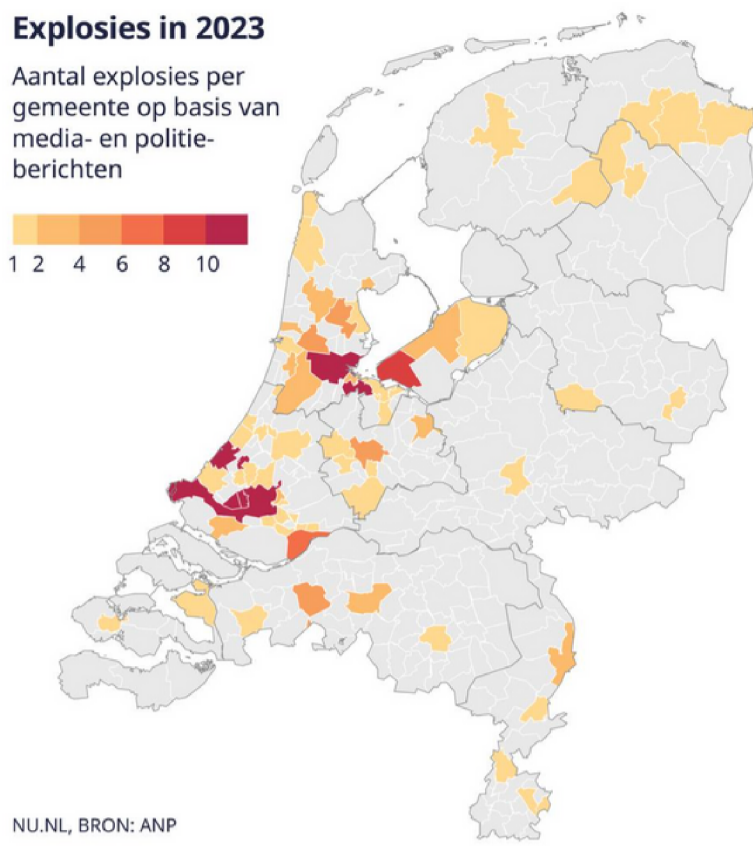 Explosies in 2023
Aantal explosies per
gemeente op basis van
media- en politie-
berichten
1 2 4 6 8 10
NU.NL, BRON: ANP